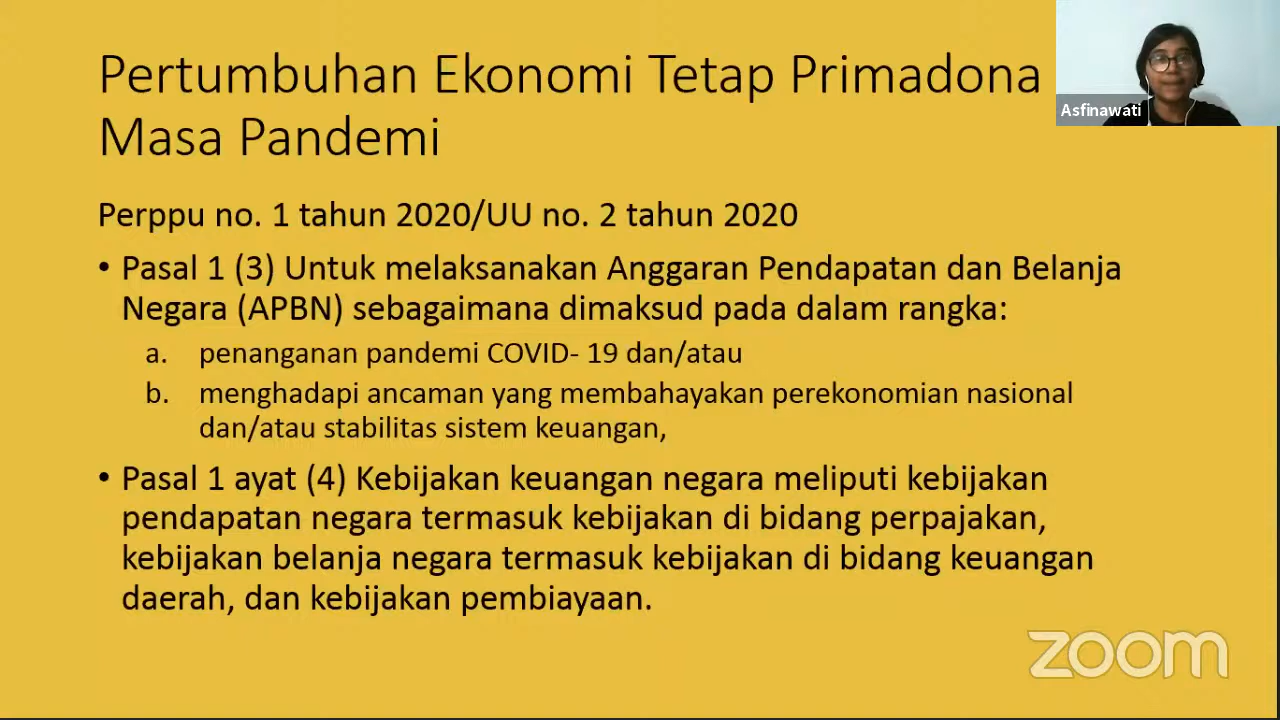 Pertumbuhan Ekonomi Tetap Primadona
Masa Pandemi
Asfinawati
Perppu no. 1 tahun 2020/UU no. 2 tahun 2020
• Pasal 1 (3) Untuk melaksanakan Anggaran Pendapatan dan Belanja
Negara (APBN) sebagaimana dimaksud pada dalam rangka:
a. penanganan pandemi COVID- 19 dan/atau
b. menghadapi ancaman yang membahayakan perekonomian nasional
dan/atau stabilitas sistem keuangan,
• Pasal 1 ayat (4) Kebijakan keuangan negara meliputi kebijakan
pendapatan negara termasuk kebijakan di bidang perpajakan,
kebijakan belanja negara termasuk kebijakan di bidang keuangan
daerah, dan kebijakan pembiayaan.
zoom